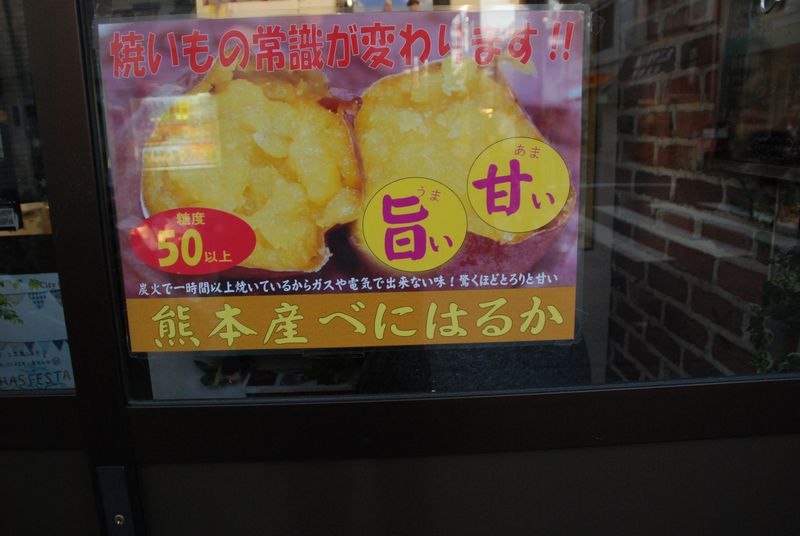 焼いもの常識が変わります!!
あま
甘い
うま
旨い
糖度
50以上
炭火で一時間以上焼いているからガスや電気で出来ない味！驚くほどとろりと甘い
熊本産べにはるか
HASFESTA